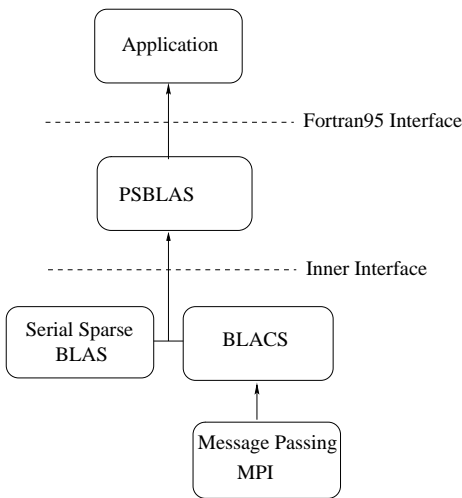 Application
Fortran95 Interface
PSBLAS
Inner Interface
Serial Sparse
BLAS
BLACS
Message Passing
MPI